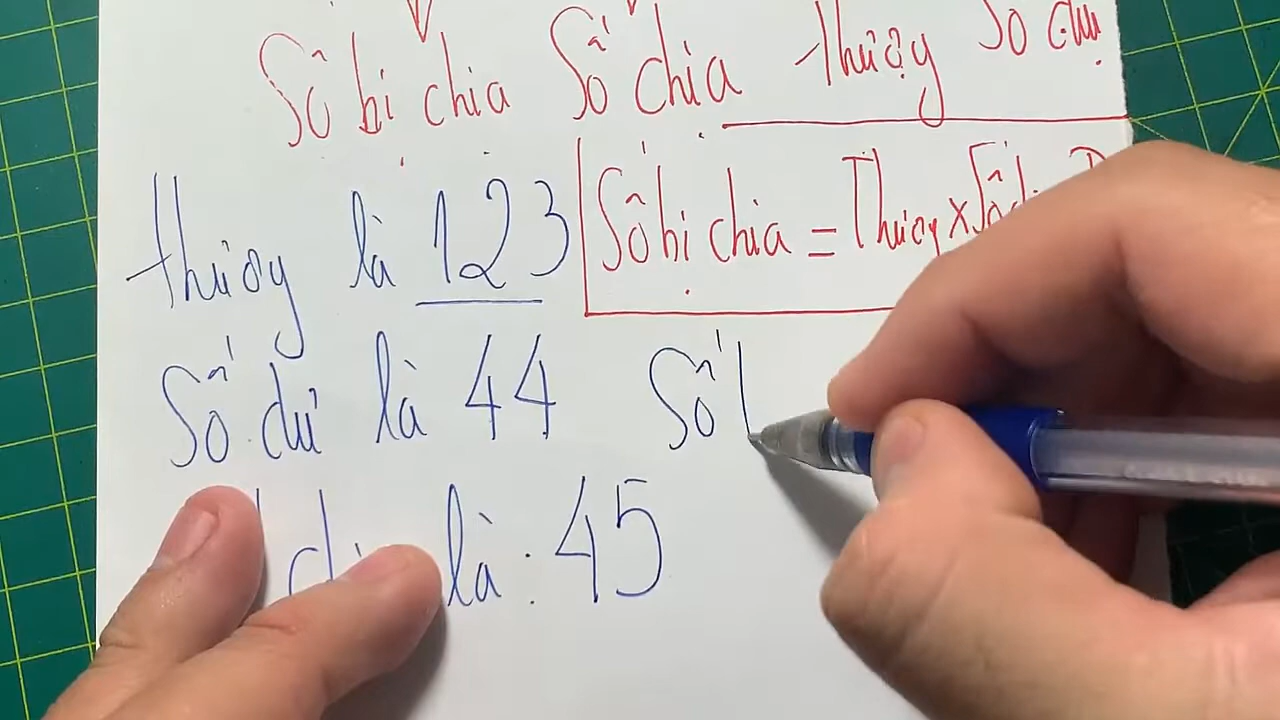 Số bị chia Số chia thương Số dư
thương là 123
Số bị chia = Thương x Số
Số dư là 44
Số
là : 45